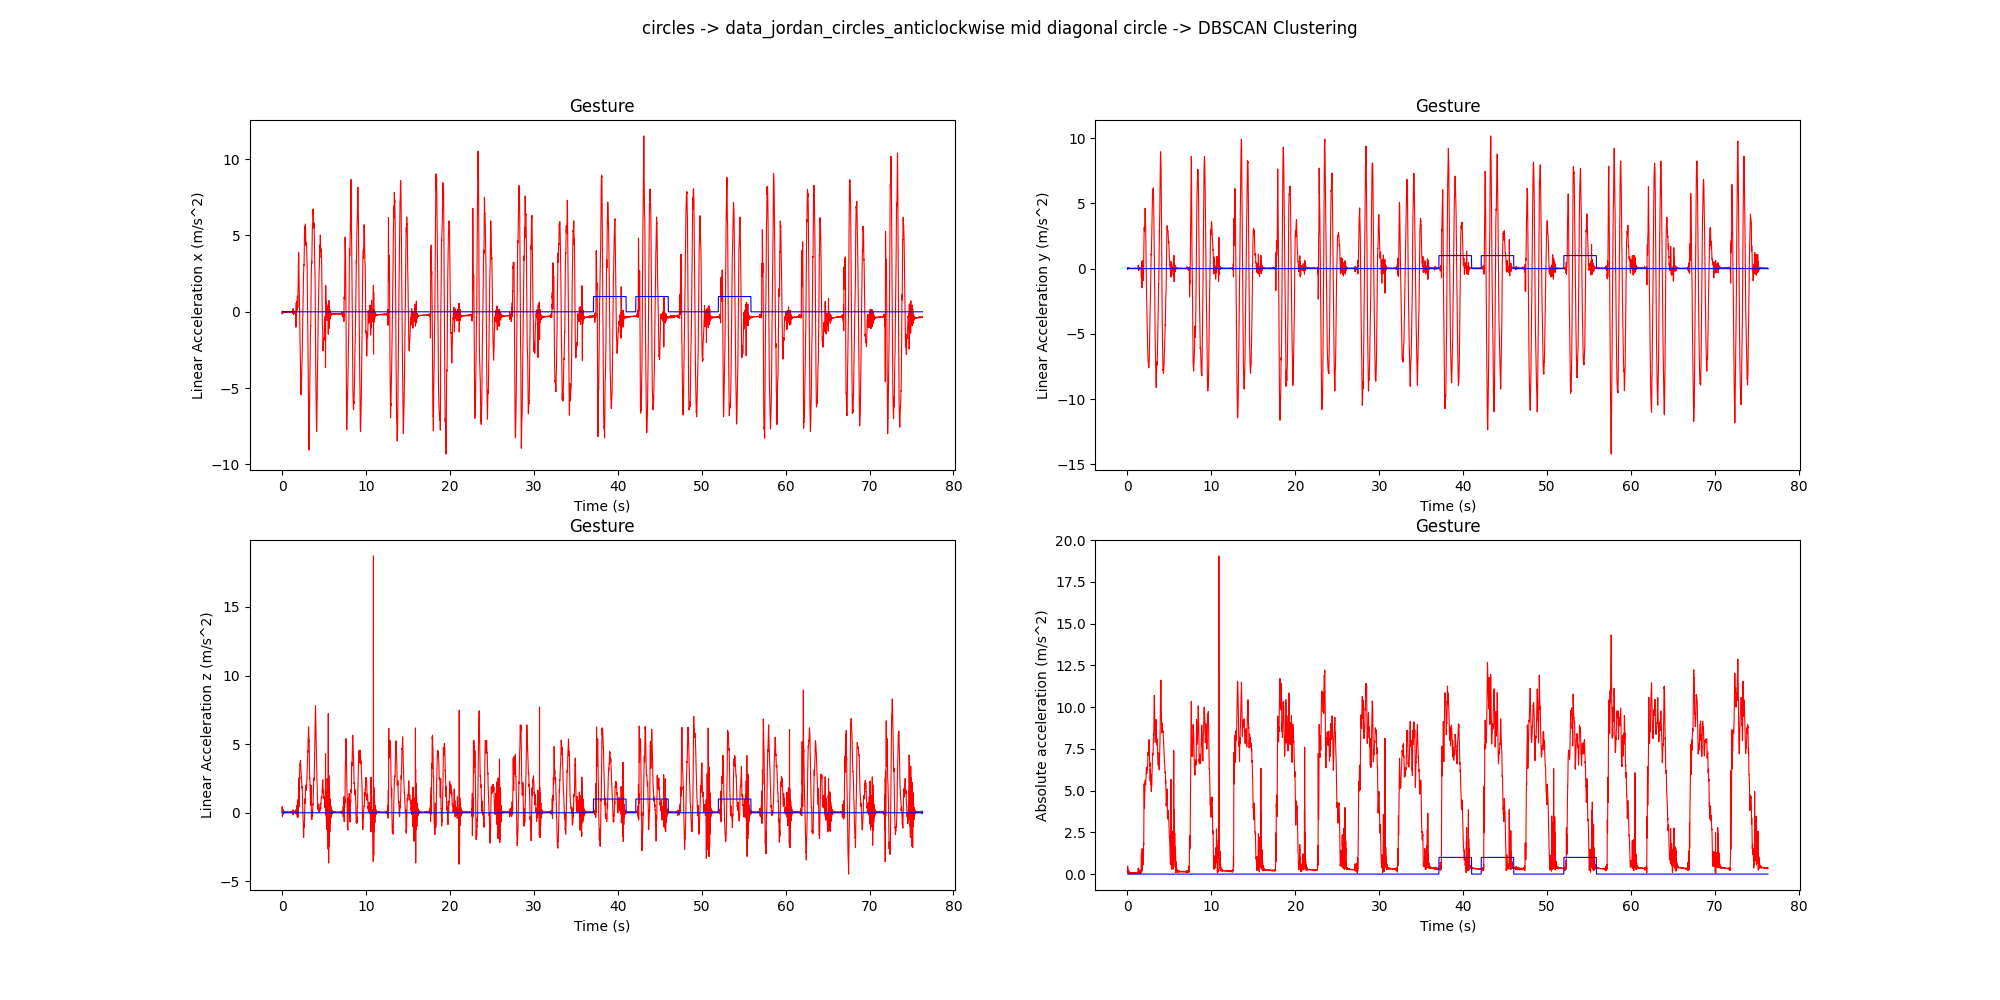 circles -> data_jordan_circles_anticlockwise mid diagonal circle -> DBSCAN Clustering
Gesture
Linear Acceleration x (m/s^2)
10
5
0
−5
−10
0 10 20 30 40 50 60 70 80
Time (s)
Gesture
Linear Acceleration y (m/s^2)
10
5
0
−5
−10
−15
0 10 20 30 40 50 60 70 80
Time (s)
Gesture
Linear Acceleration z (m/s^2)
15
10
5
0
−5
0 10 20 30 40 50 60 70 80
Time (s)
Gesture
Absolute acceleration (m/s^2)
20.0
17.5
15.0
12.5
10.0
7.5
5.0
2.5
0.0
0 10 20 30 40 50 60 70 80
Time (s)